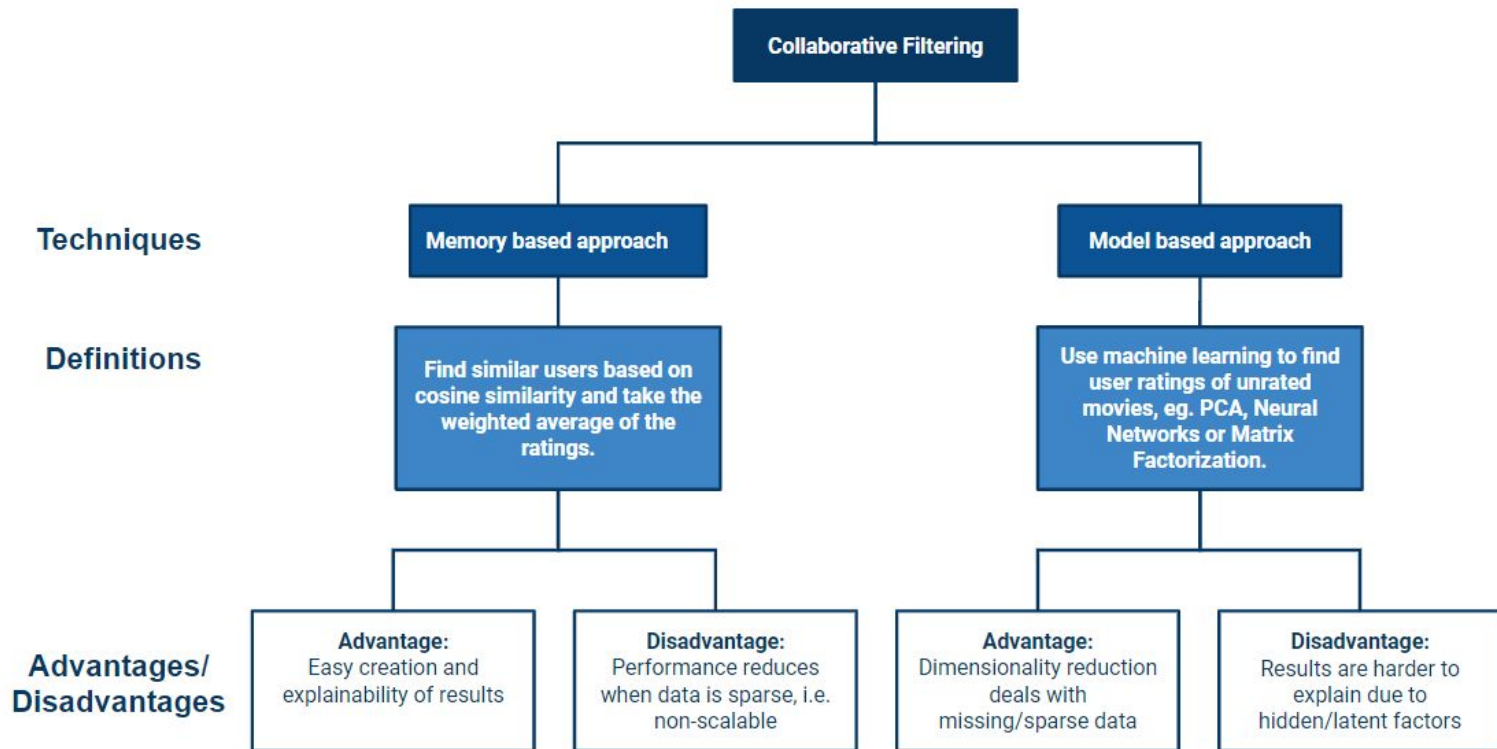 Collaborative Filtering
Techniques
Memory based approach
Model based approach
Definitions
Find similar users based on
cosine similarity and take the
weighted average of the
ratings.
Use machine learning to find
user ratings of unrated
movies, eg. PCA, Neural
Networks or Matrix
Factorization.
Advantages/
Disadvantages
Advantage:
Easy creation and
explainability of results
Disadvantage:
Performance reduces
when data is sparse, i.e.
non-scalable
Advantage:
Dimensionality reduction
deals with
missing/sparse data
Disadvantage:
Results are harder to
explain due to
hidden/latent factors